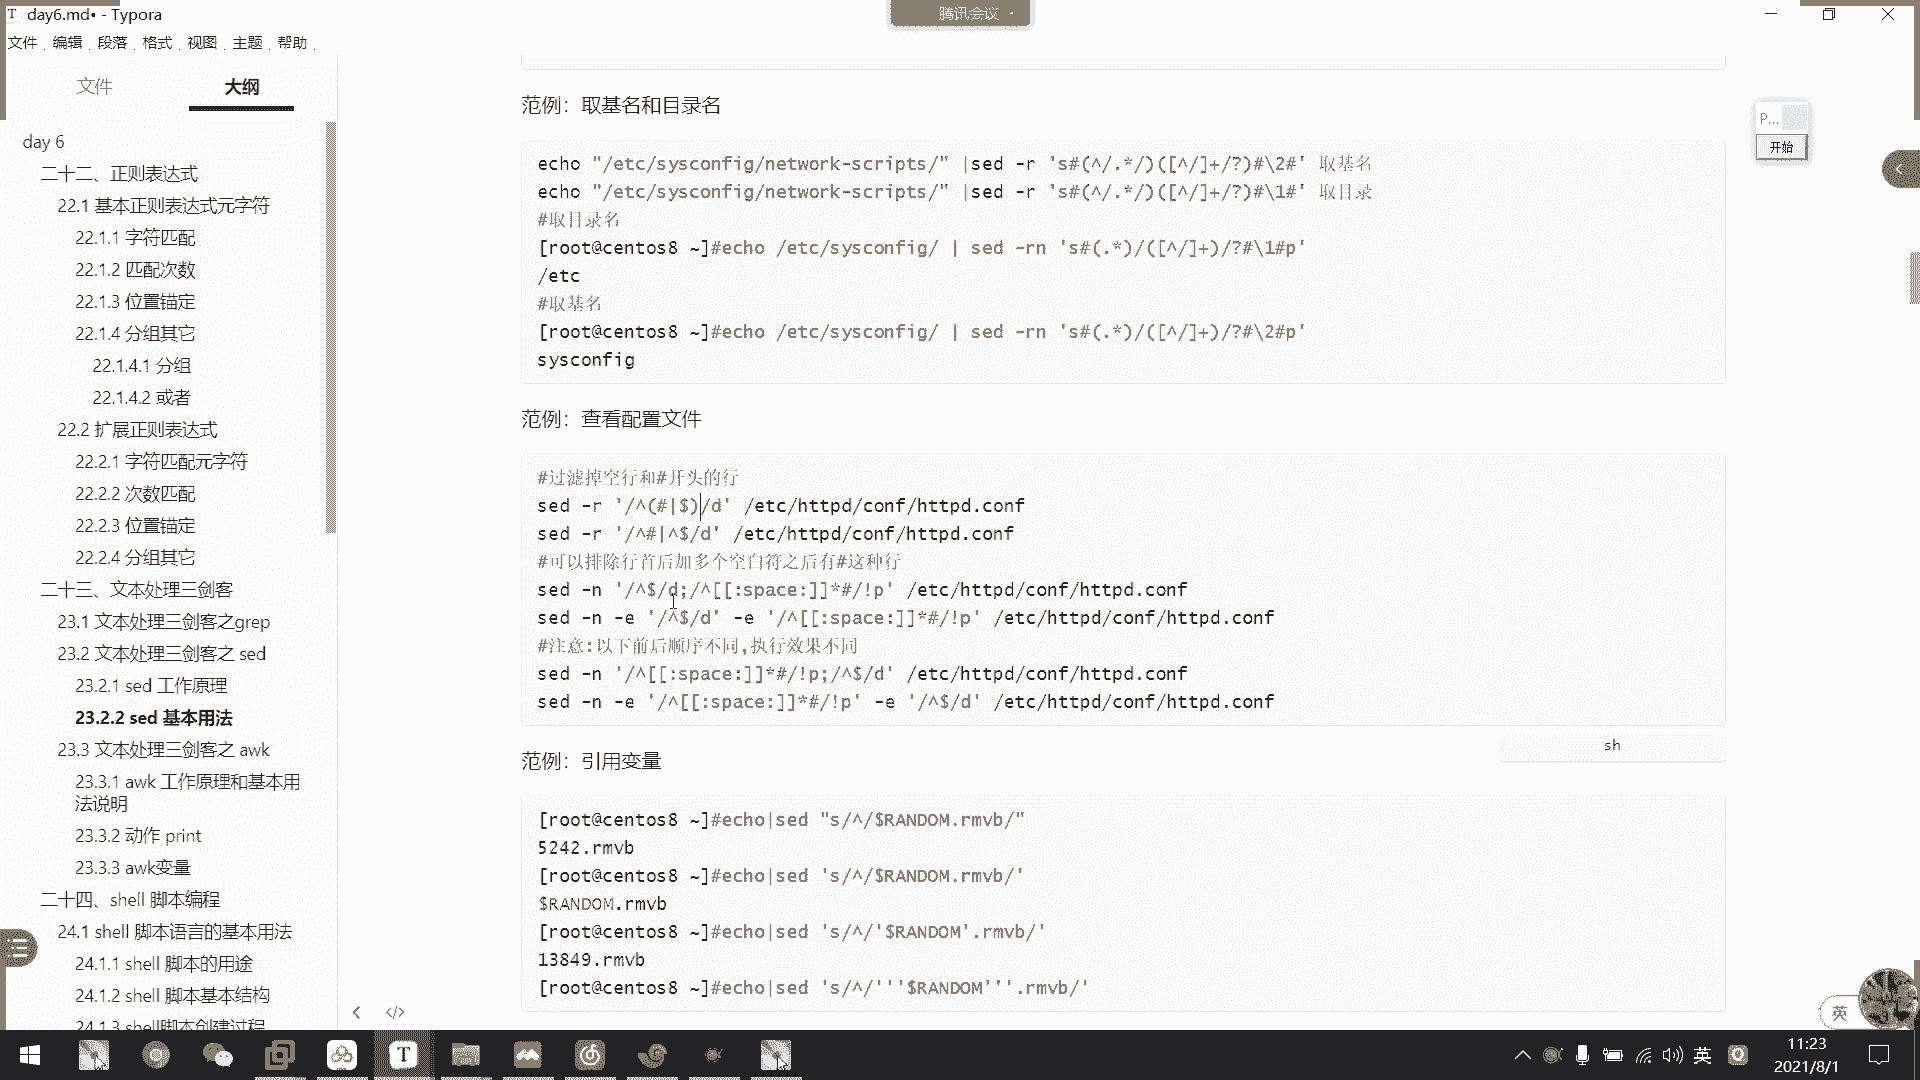 day6.md• - Typora
腾讯会议
文件 编辑 段落 格式 视图 主题 帮助
文件 大纲
day 6
二十二、正则表达式
22.1 基本正则表达式元字符
22.1.1 字符匹配
22.1.2 匹配次数
22.1.3 位置锚定
22.1.4 分组其它
22.1.4.1 分组
22.1.4.2 或者
22.2 扩展正则表达式
22.2.1 字符匹配元字符
22.2.2 次数匹配
22.2.3 位置锚定
22.2.4 分组其它
二十三、文本处理三剑客
23.1 文本处理三剑客之grep
23.2 文本处理三剑客之 sed
23.2.1 sed 工作原理
23.2.2 sed 基本用法
23.3 文本处理三剑客之 awk
23.3.1 awk 工作原理和基本用
法说明
23.3.2 动作 print
23.3.3 awk变量
二十四、shell 脚本编程
24.1 shell 脚本语言的基本用法
24.1.1 shell 脚本的用途
24.1.2 shell 脚本基本结构
24.1.3 shell脚本创建过程
范例：取基名和目录名
echo "/etc/sysconfig/network-scripts/" |sed -r 's#(^/.*/)([^/]+/?)#\2#' 取基名
echo "/etc/sysconfig/network-scripts/" |sed -r 's#(^/.*/)([^/]+/?)#\1#' 取目录
#取目录名
[root@centos8 ~]#echo /etc/sysconfig/ | sed -rn 's#(.*)/([^/]+)/?#\1#p'
/etc
#取基名
[root@centos8 ~]#echo /etc/sysconfig/ | sed -rn 's#(.*)/([^/]+)/?#\2#p'
sysconfig
范例：查看配置文件
#过滤掉空行和#开头的行
sed -r '/^(#|$)/d' /etc/httpd/conf/httpd.conf
sed -r '/^#|^$/d' /etc/httpd/conf/httpd.conf
#可以排除行首后加多个空白符之后有#这种行
sed -n '/^$/d;/^[[:space:]]*#/!p' /etc/httpd/conf/httpd.conf
sed -n -e '/^$/d' -e '/^[[:space:]]*#/!p' /etc/httpd/conf/httpd.conf
#注意:以下前后顺序不同,执行效果不同
sed -n '/^[[:space:]]*#/!p;/^$/d' /etc/httpd/conf/httpd.conf
sed -n -e '/^[[:space:]]*#/!p' -e '/^$/d' /etc/httpd/conf/httpd.conf
sh
范例：引用变量
[root@centos8 ~]#echo|sed "s/^/$RANDOM.rmvb/"
5242.rmvb
[root@centos8 ~]#echo|sed 's/^/$RANDOM.rmvb/'
$RANDOM.rmvb
[root@centos8 ~]#echo|sed 's/^/'$RANDOM'.rmvb/'
13849.rmvb
[root@centos8 ~]#echo|sed 's/^/'''$RANDOM'''.rmvb/'
P...
开始
英
英
11:23
2021/8/1